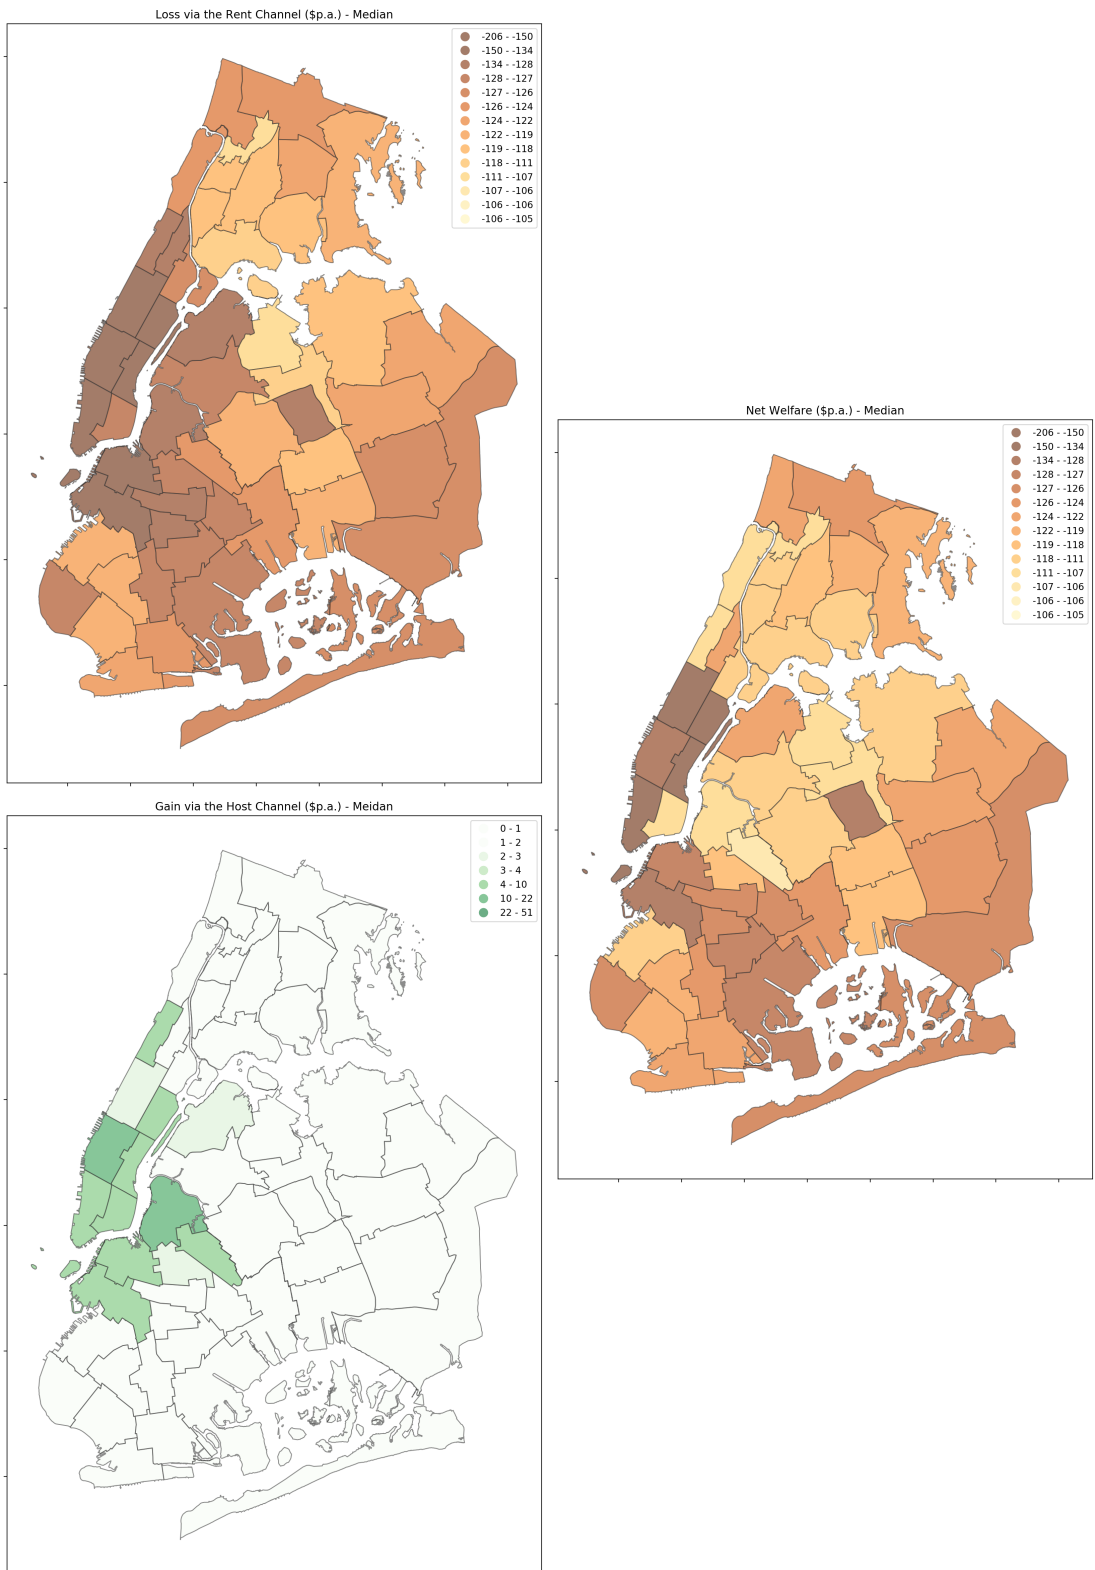 Loss via the Rent Channel ($p.a.) - Median
-206 - -150
-150 - -134
-134 - -128
-128 - -127
-127 - -126
-126 - -124
-124 - -122
-122 - -119
-119 - -118
-118 - -111
-111 - -107
-107 - -106
-106 - -106
-106 - -105
Net Welfare ($p.a.) - Median
-206 - -150
-150 - -134
-134 - -128
-128 - -127
-127 - -126
-126 - -124
-124 - -122
-122 - -119
-119 - -118
-118 - -111
-111 - -107
-107 - -106
-106 - -106
-106 - -105
Gain via the Host Channel ($p.a.) - Meidan
0 - 1
1 - 2
2 - 3
3 - 4
4 - 10
10 - 22
22 - 51